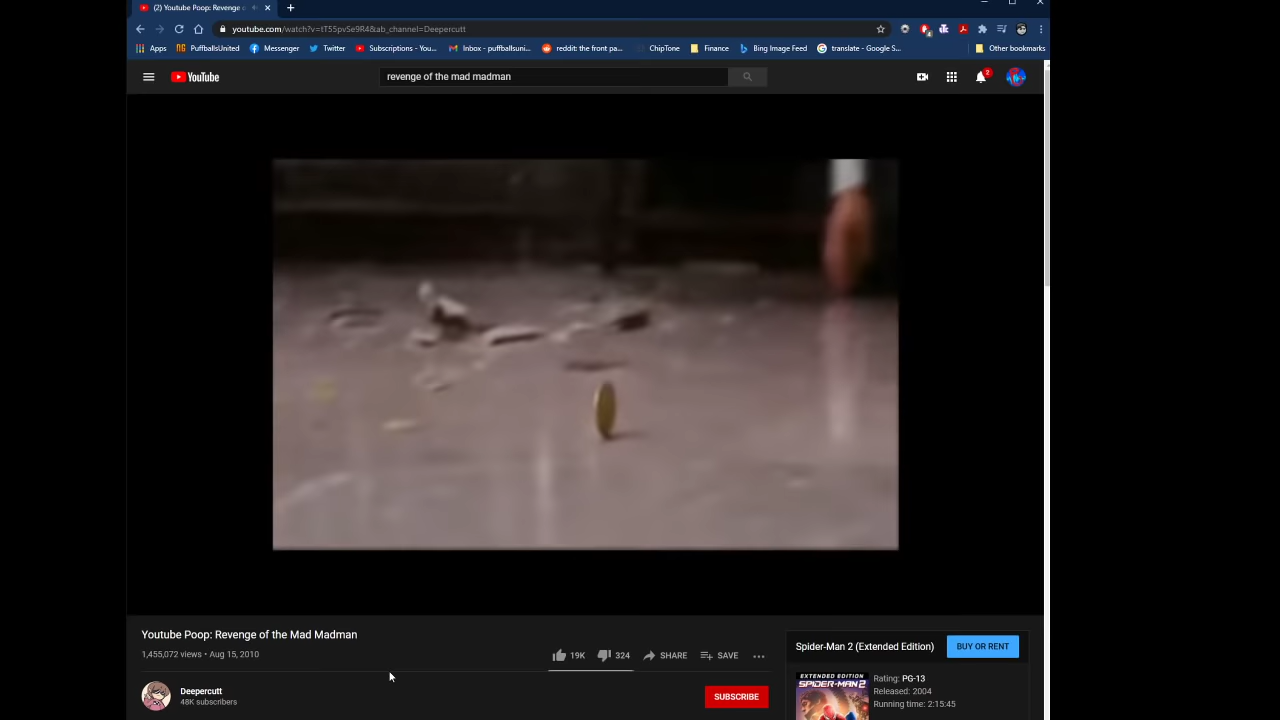 (2) Youtube Poop: Revenge o
youtube.com/watch?v=tT55pvSe9R4&ab_channel=Deepercutt
Apps PuffballsUnited Messenger Twitter Subscriptions - You... Inbox - puffballsuni... reddit: the front pa... ChipTone Finance Bing Image Feed translate - Google S... Other bookmarks
YouTube revenge of the mad madman 2
Youtube Poop: Revenge of the Mad Madman
1,455,072 views • Aug 15, 2010
19K 324 SHARE SAVE ...
Deepercutt
48K subscribers
SUBSCRIBE
Spider-Man 2 (Extended Edition) BUY OR RENT
EXTENDED EDITION
SPIDER-MAN 2
Rating: PG-13
Released: 2004
Running time: 2:15:45